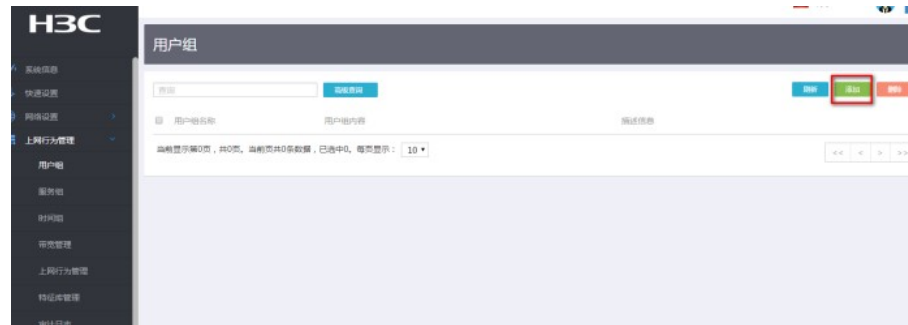 H3C
用户组
系统信息
快速设置
网络设置
上网行为管理
用户组
服务组
时间组
带宽管理
上网行为管理
特征库管理
审计日志
查询
高级查询
刷新
添加
删除
用户组名称
用户组内容
描述信息
当前显示第0页，共0页。当前页共0条数据，已选中0。每页显示： 10
<< < > >>